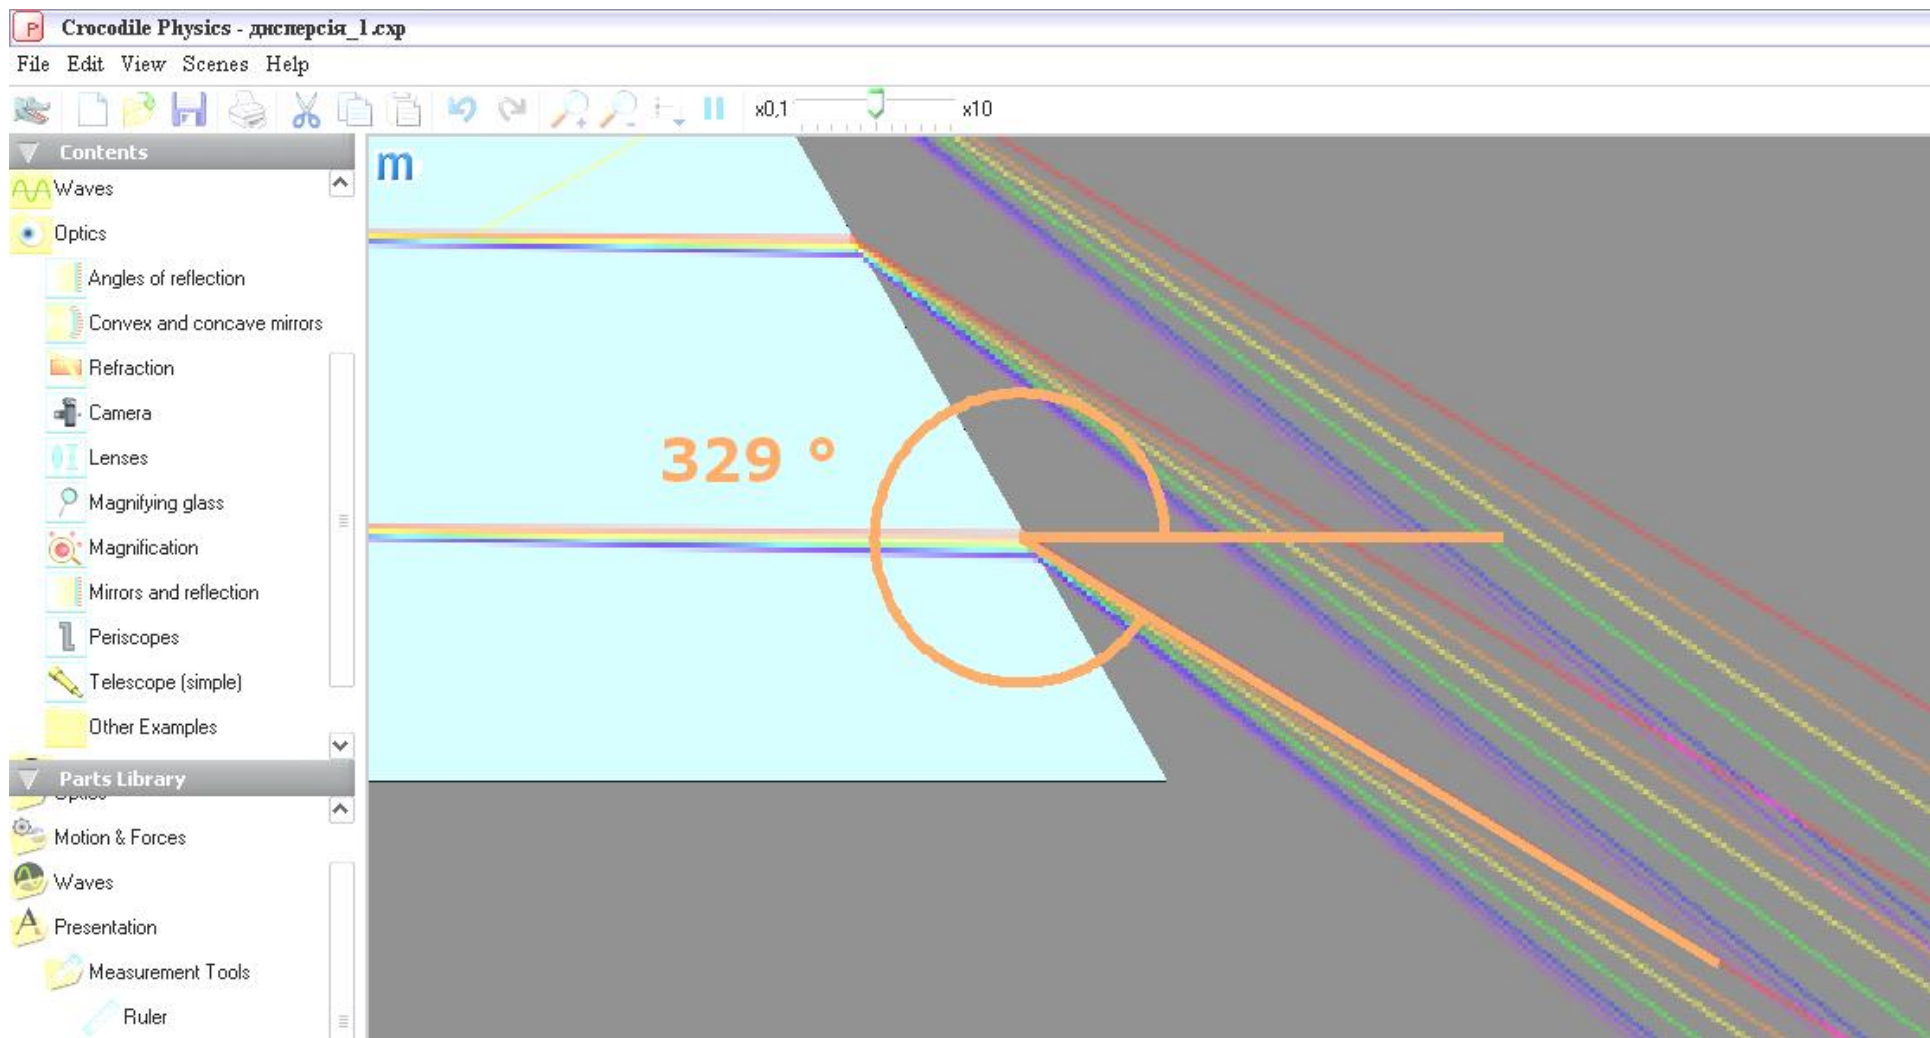 Crocodile Physics - дисперсія_1.cxp
File Edit View Scenes Help
x0,1 x10
Contents
Waves
Optics
Angles of reflection
Convex and concave mirrors
Refraction
Camera
Lenses
Magnifying glass
Magnification
Mirrors and reflection
Periscopes
Telescope (simple)
Other Examples
Parts Library
Optics
Motion & Forces
Waves
Presentation
Measurement Tools
Ruler
m
329 °